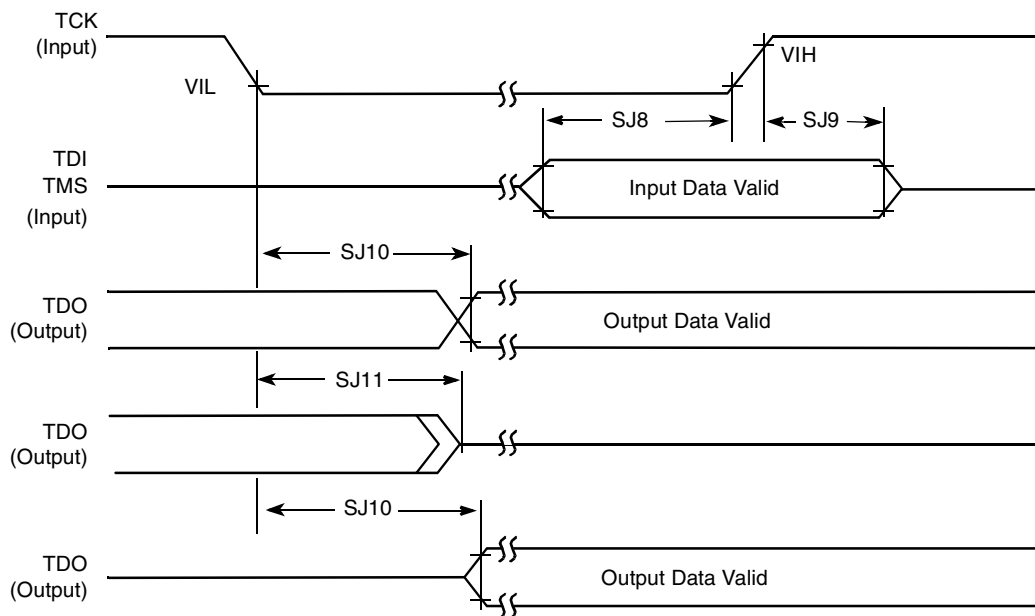 TCK
(Input)
VIL
VIH
SJ8
SJ9
TDI
TMS
(Input)
Input Data Valid
SJ10
TDO
(Output)
Output Data Valid
SJ11
TDO
(Output)
SJ10
TDO
(Output)
Output Data Valid